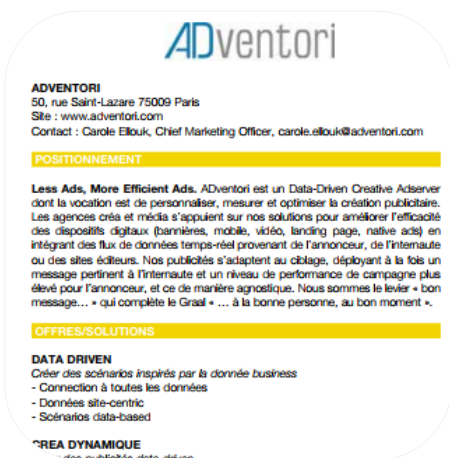 ADventori
ADVENTORI
50, rue Saint-Lazare 75009 Paris
Site : www.adventori.com
Contact : Carole Ellouk, Chief Marketing Officer, carole.ellouk@adventori.com
POSITIONNEMENT
Less Ads, More Efficient Ads. ADventori est un Data-Driven Creative Adserver
dont la vocation est de personnaliser, mesurer et optimiser la création publicitaire.
Les agences créa et média s'appuient sur nos solutions pour améliorer l'efficacité
des dispositifs digitaux (bannières, mobile, vidéo, landing page, native ads) en
intégrant des flux de données temps-réel provenant de l'annonceur, de l'internaute
ou des sites éditeurs. Nos publicités s'adaptent au ciblage, déployant à la fois un
message pertinent à l'internaute et un niveau de performance de campagne plus
élevé pour l'annonceur, et ce de manière agnostique. Nous sommes le levier « bon
message… » qui complète le Graal « … à la bonne personne, au bon moment ».
OFFRES/SOLUTIONS
DATA DRIVEN
Créer des scénarios inspirés par la donnée business
- Connection à toutes les données
- Données site-centric
- Scénarios data-based
CREA DYNAMIQUE
des publicités data-driven